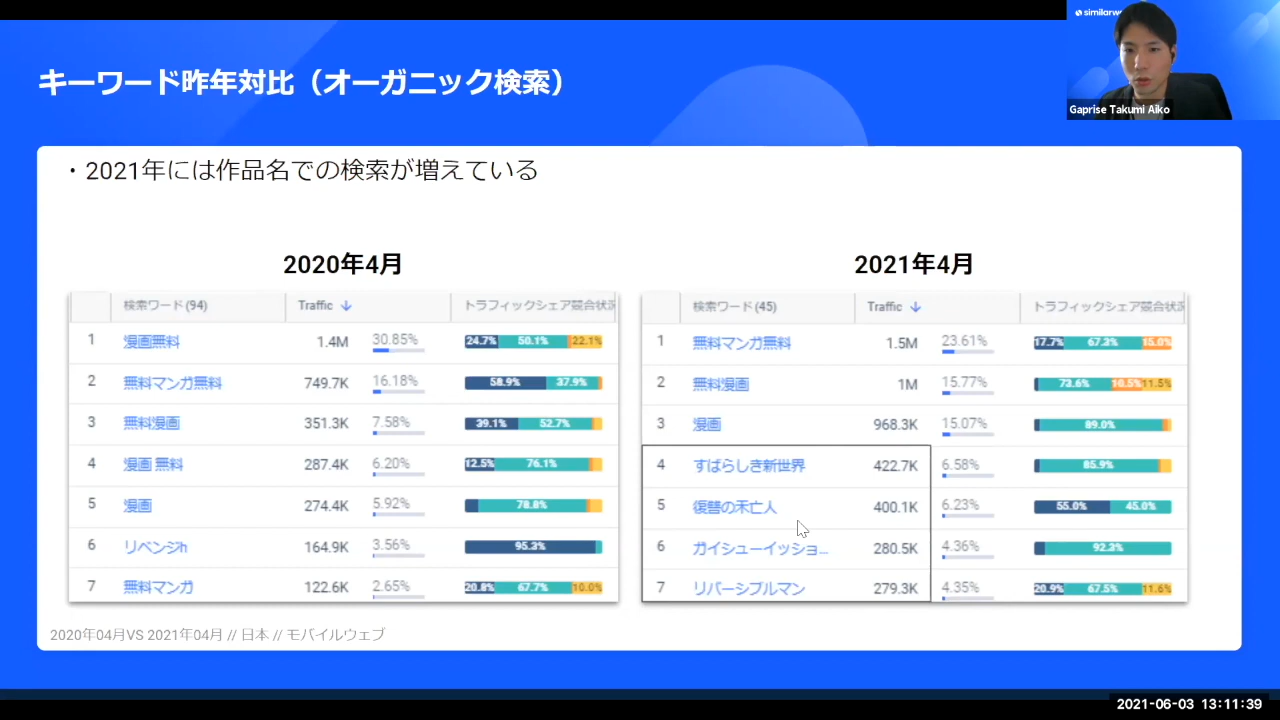 similarw
Gaprise Takumi Aiko
キーワード昨年対比（オーガニック検索）
・2021年には作品名での検索が増えている
2020年4月
検索ワード(94) Traffic ↓ トラフィックシェア競合状況
1 漫画無料 1.4M 30.85% 24.7% 50.1% 22.1%
2 無料マンガ無料 749.7K 16.18% 58.9% 37.9%
3 無料漫画 351.3K 7.58% 39.1% 52.7%
4 漫画 無料 287.4K 6.20% 12.5% 76.1%
5 漫画 274.4K 5.92% 78.8%
6 リベンジh 164.9K 3.56% 95.3%
7 無料マンガ 122.6K 2.65% 20.8% 67.7% 10.0%
2021年4月
検索ワード(45) Traffic ↓ トラフィックシェア競合状況
1 無料マンガ無料 1.5M 23.61% 17.7% 67.3% 15.0%
2 無料漫画 1M 15.77% 73.6% 10.5% 11.5%
3 漫画 968.3K 15.07% 89.0%
4 すばらしき新世界 422.7K 6.58% 85.9%
5 復讐の未亡人 400.1K 6.23% 55.0% 45.0%
6 ガイシューイッショ... 280.5K 4.36% 92.3%
7 リバーシブルマン 279.3K 4.35% 20.9% 67.5% 11.6%
2020年04月VS 2021年04月 // 日本 // モバイルウェブ
2021-06-03 13:11:39